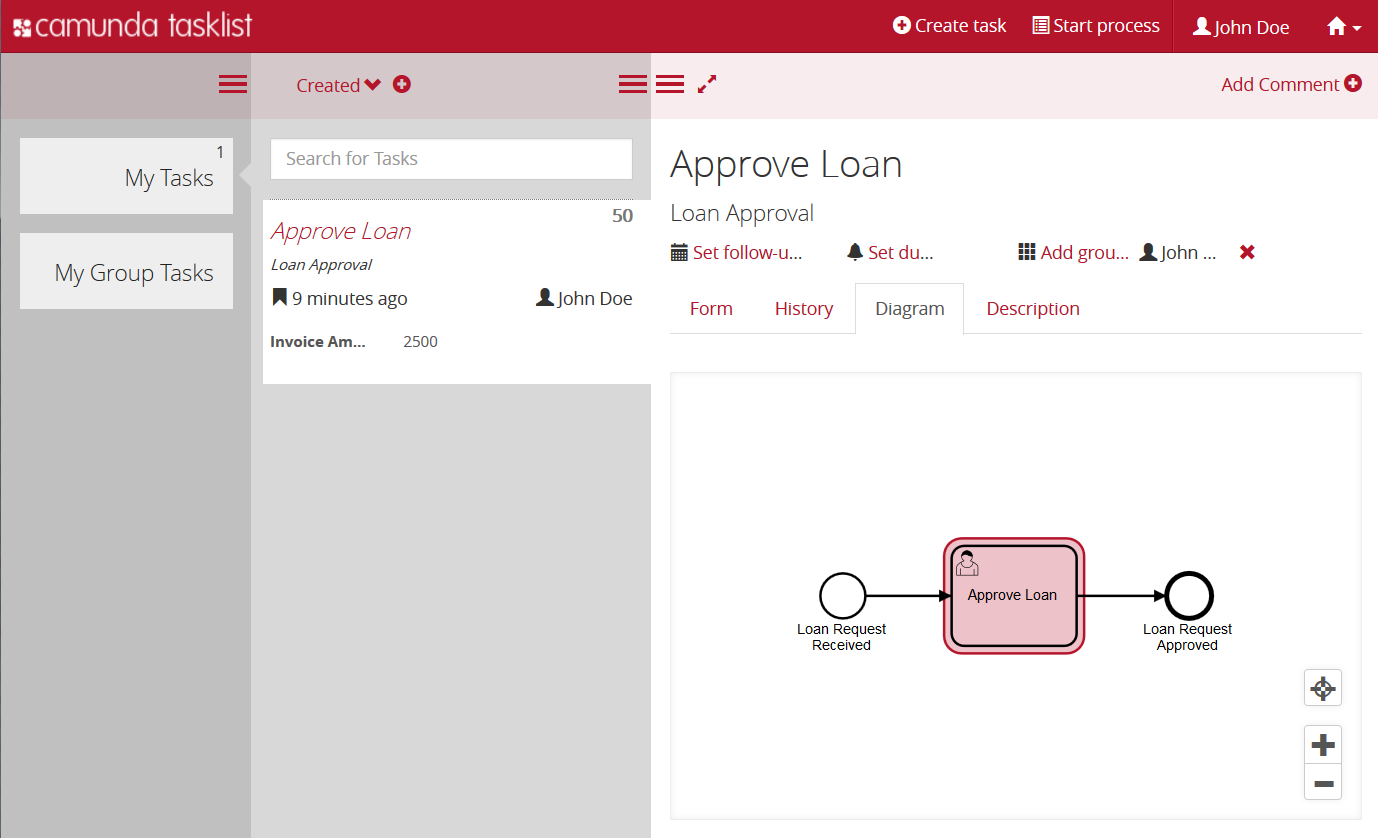 camunda tasklist
Create task
Start process
John Doe
Created
Add Comment
1
My Tasks
My Group Tasks
Search for Tasks
50
Approve Loan
Loan Approval
9 minutes ago
John Doe
Invoice Am...
2500
Approve Loan
Loan Approval
Set follow-u...
Set du...
Add grou...
John ...
Form
History
Diagram
Description
Loan Request
Received
Approve Loan
Loan Request
Approved